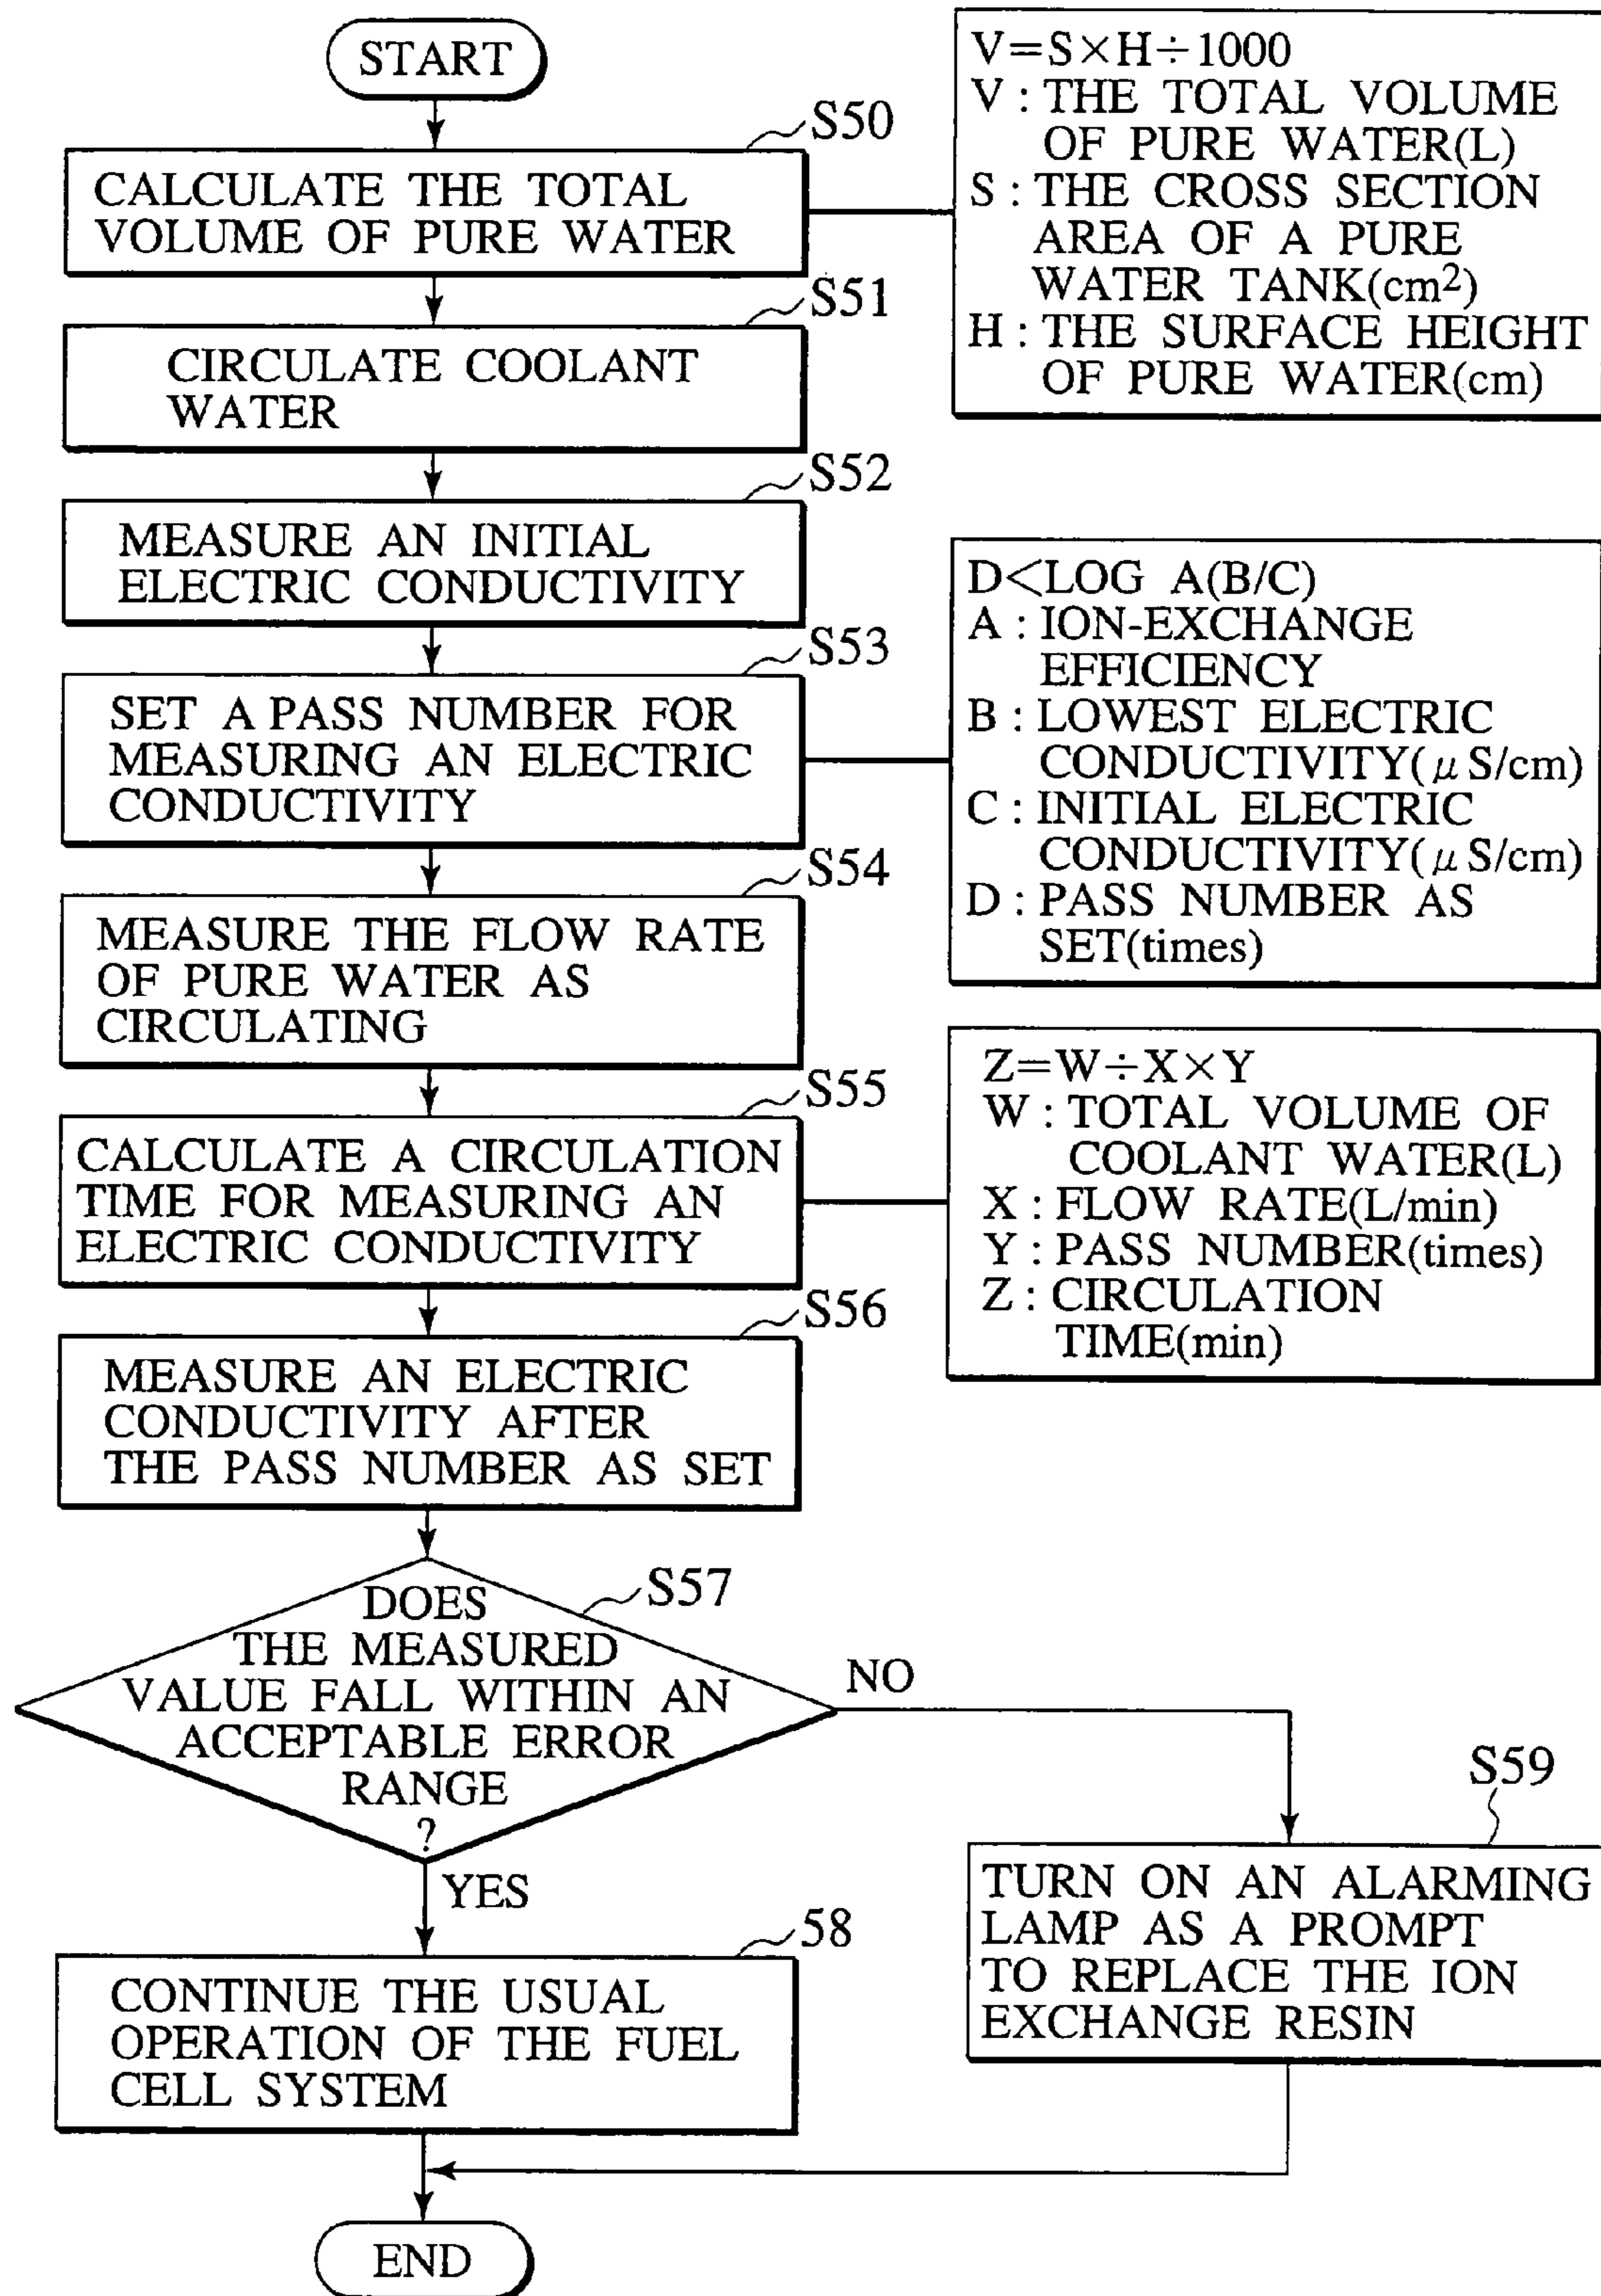 START
S50
CALCULATE THE TOTAL
VOLUME OF PURE WATER
V=S×H÷1000
V : THE TOTAL VOLUME
OF PURE WATER(L)
S : THE CROSS SECTION
AREA OF A PURE
WATER TANK(cm²)
H : THE SURFACE HEIGHT
OF PURE WATER(cm)
S51
CIRCULATE COOLANT
WATER
S52
MEASURE AN INITIAL
ELECTRIC CONDUCTIVITY
S53
SET A PASS NUMBER FOR
MEASURING AN ELECTRIC
CONDUCTIVITY
D<LOG A(B/C)
A : ION-EXCHANGE
EFFICIENCY
B : LOWEST ELECTRIC
CONDUCTIVITY(μS/cm)
C : INITIAL ELECTRIC
CONDUCTIVITY(μS/cm)
D : PASS NUMBER AS
SET(times)
S54
MEASURE THE FLOW RATE
OF PURE WATER AS
CIRCULATING
S55
CALCULATE A CIRCULATION
TIME FOR MEASURING AN
ELECTRIC CONDUCTIVITY
Z=W÷X×Y
W : TOTAL VOLUME OF
COOLANT WATER(L)
X : FLOW RATE(L/min)
Y : PASS NUMBER(times)
Z : CIRCULATION
TIME(min)
S56
MEASURE AN ELECTRIC
CONDUCTIVITY AFTER
THE PASS NUMBER AS SET
S57
DOES
THE MEASURED
VALUE FALL WITHIN AN
ACCEPTABLE ERROR
RANGE
?
NO
YES
58
CONTINUE THE USUAL
OPERATION OF THE FUEL
CELL SYSTEM
S59
TURN ON AN ALARMING
LAMP AS A PROMPT
TO REPLACE THE ION
EXCHANGE RESIN
END